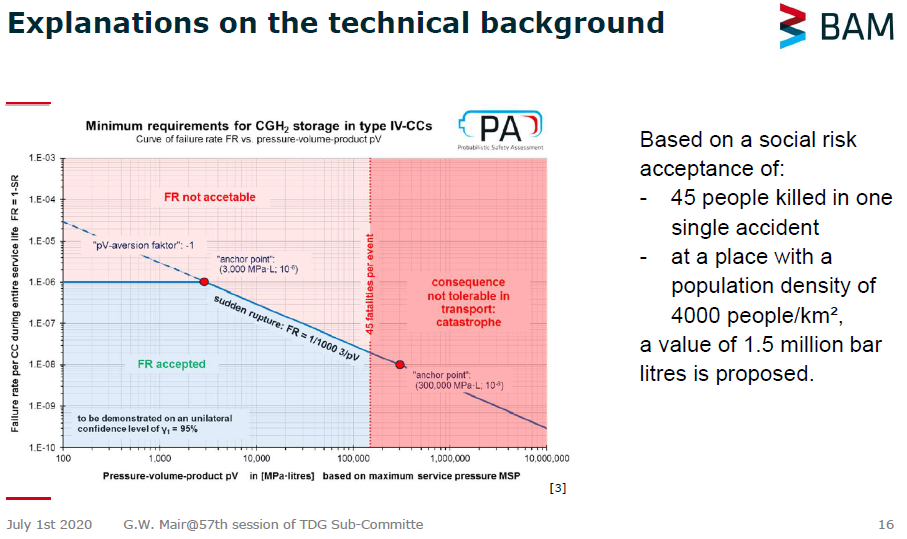 Explanations on the technical background
BAM
Minimum requirements for CGH₂ storage in type IV-CCs
Curve of failure rate FR vs. pressure-volume-product pV
PA
Probabilistic Safety Assessment
Failure rate per CC during entire service life FR = 1-SR
1.E-03
1.E-04
1.E-05
1.E-06
1.E-07
1.E-08
1.E-09
1.E-10
FR not accetable
"pV-aversion faktor": -1
"anchor point":
(3,000 MPa·L; 10⁻⁶)
sudden rupture: FR = 1/1000 3/pV
45 fatalities per event
consequence
not tolerable in
transport:
catastrophe
FR accepted
"anchor point":
(300,000 MPa·L; 10⁻⁸)
to be demonstrated on an unilateral
confidence level of γ₁ = 95%
100
1,000
10,000
100,000
1,000,000
10,000,000
Pressure-volume-product pV in [MPa-litres] based on maximum service pressure MSP
[3]
Based on a social risk
acceptance of:
- 45 people killed in one
single accident
- at a place with a
population density of
4000 people/km²,
a value of 1.5 million bar
litres is proposed.
July 1st 2020
G.W. Mair@57th session of TDG Sub-Committe
16